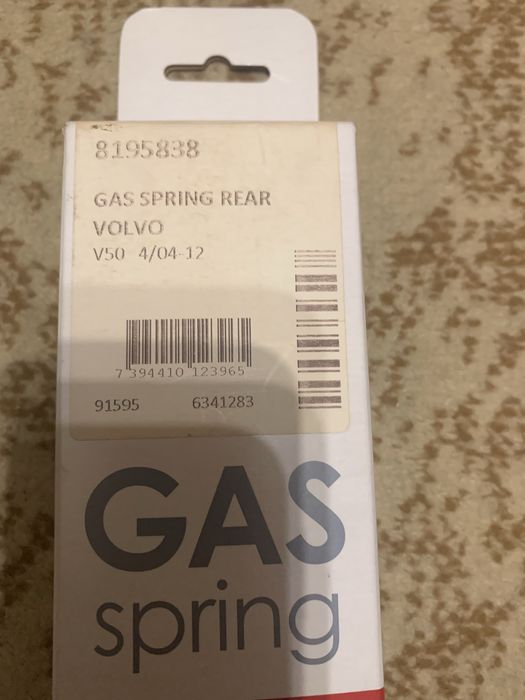 8195838
GAS SPRING REAR
VOLVO
V50 4/04-12
7 394410 123965
91595 6341283
GAS
spring